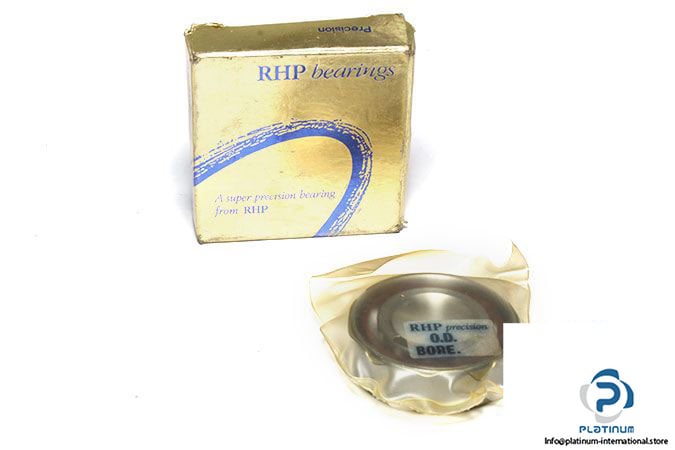 Precision
RHP bearings
A super precision bearing
from RHP
RHP precision
O.D.
BORE.
PLATINUM
Info@platinum-international.store